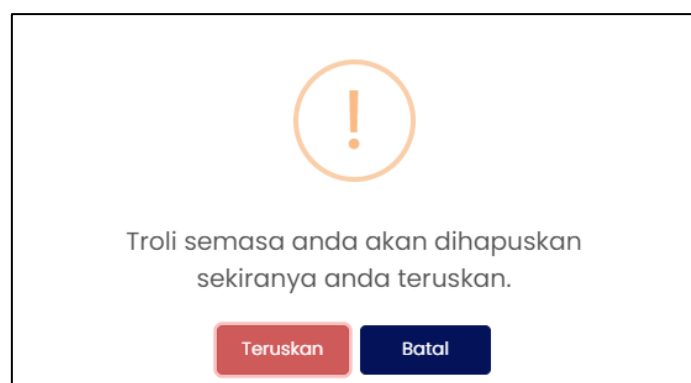 Troli semasa anda akan dihapuskan
sekiranya anda teruskan.
Teruskan Batal